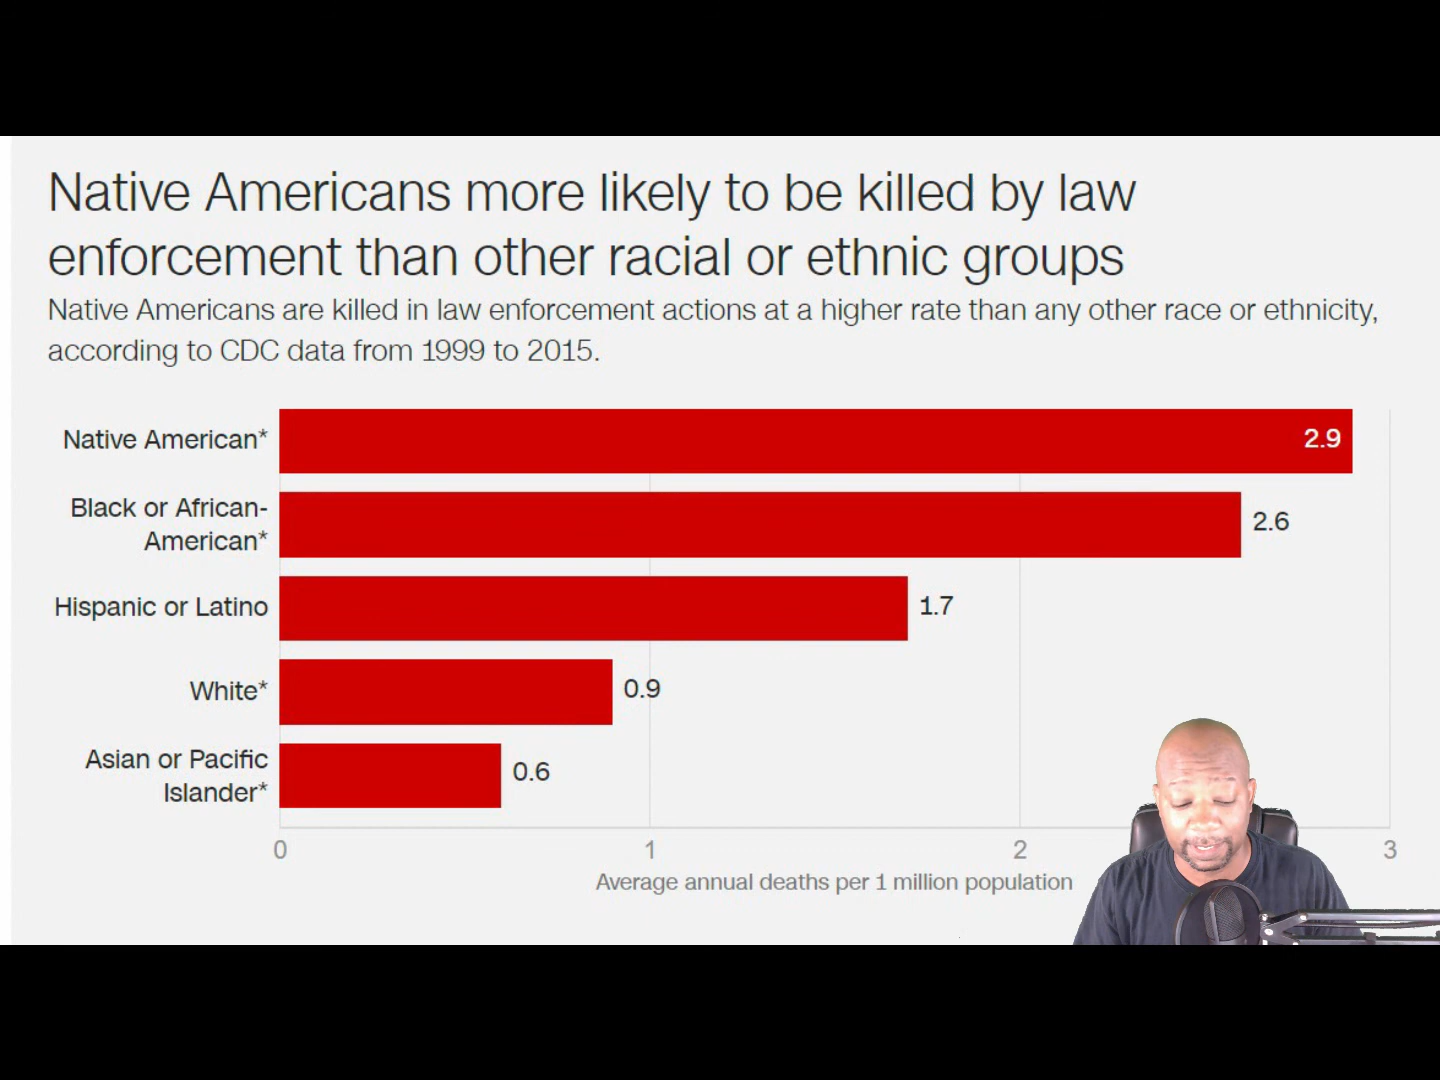 Native Americans more likely to be killed by law
enforcement than other racial or ethnic groups
Native Americans are killed in law enforcement actions at a higher rate than any other race or ethnicity,
according to CDC data from 1999 to 2015.
Native American*
2.9
Black or African-
American*
2.6
Hispanic or Latino
1.7
White*
0.9
Asian or Pacific
Islander*
0.6
0 1 2 3
Average annual deaths per 1 million population